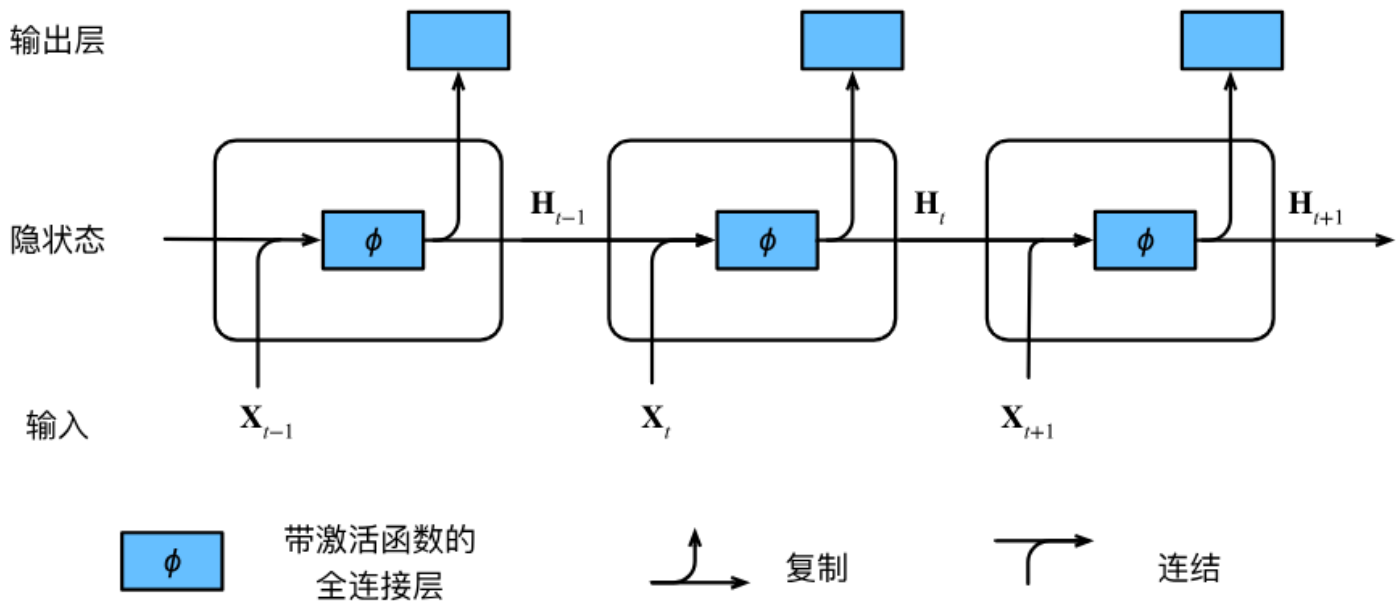 输出层
隐状态
ϕ
H_{t−1}
ϕ
H_t
ϕ
H_{t+1}
输入
X_{t−1}
X_t
X_{t+1}
ϕ
带激活函数的
全连接层
复制
连结